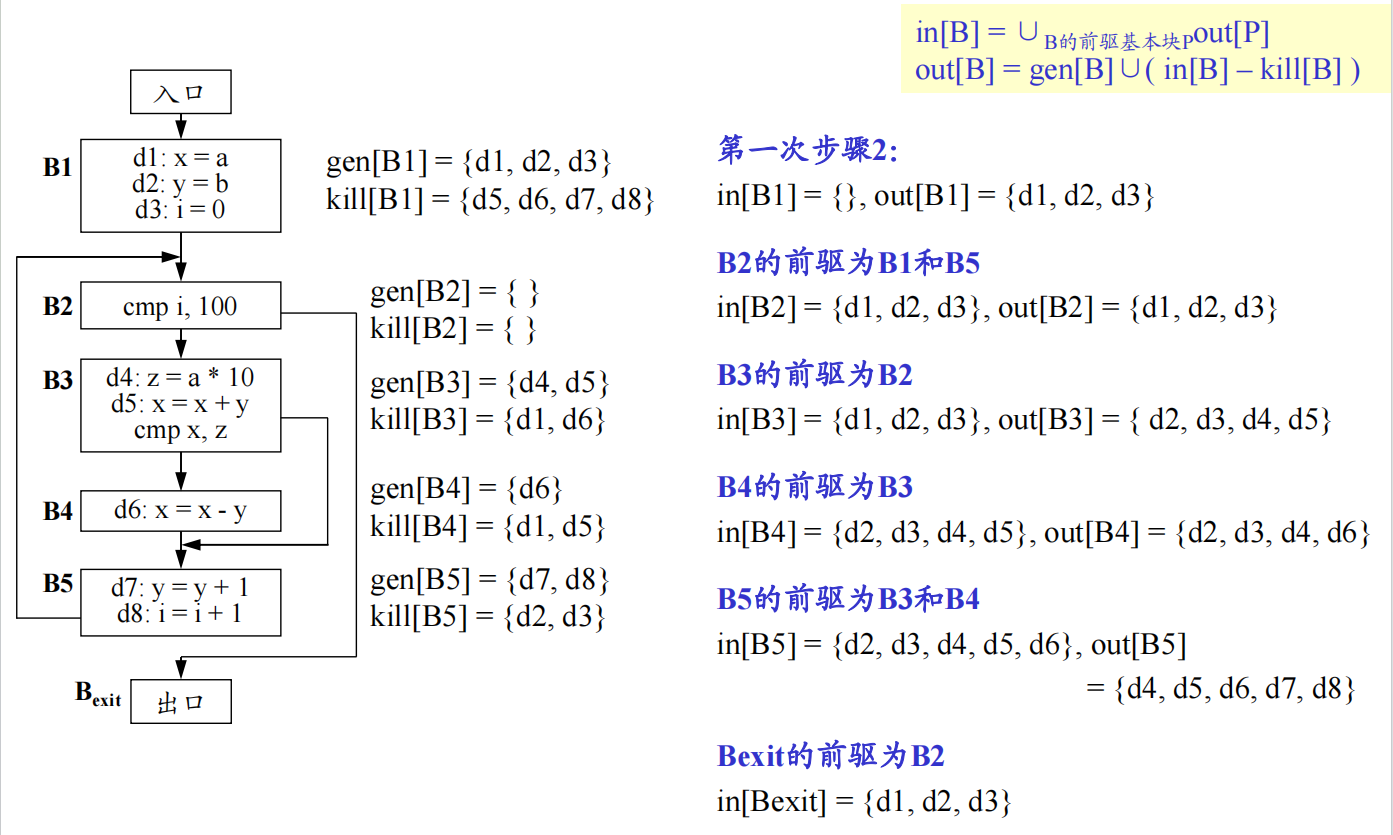 in[B] = ∪B的前驱基本块Pout[P]
out[B] = gen[B]∪( in[B] – kill[B] )
入口
B1
d1: x = a
d2: y = b
d3: i = 0
gen[B1] = {d1, d2, d3}
kill[B1] = {d5, d6, d7, d8}
B2
cmp i, 100
gen[B2] = { }
kill[B2] = { }
B3
d4: z = a * 10
d5: x = x + y
cmp x, z
gen[B3] = {d4, d5}
kill[B3] = {d1, d6}
B4
d6: x = x - y
gen[B4] = {d6}
kill[B4] = {d1, d5}
B5
d7: y = y + 1
d8: i = i + 1
gen[B5] = {d7, d8}
kill[B5] = {d2, d3}
Bexit
出口
第一次步骤2:
in[B1] = {}, out[B1] = {d1, d2, d3}
B2的前驱为B1和B5
in[B2] = {d1, d2, d3}, out[B2] = {d1, d2, d3}
B3的前驱为B2
in[B3] = {d1, d2, d3}, out[B3] = { d2, d3, d4, d5}
B4的前驱为B3
in[B4] = {d2, d3, d4, d5}, out[B4] = {d2, d3, d4, d6}
B5的前驱为B3和B4
in[B5] = {d2, d3, d4, d5, d6}, out[B5]
= {d4, d5, d6, d7, d8}
Bexit的前驱为B2
in[Bexit] = {d1, d2, d3}